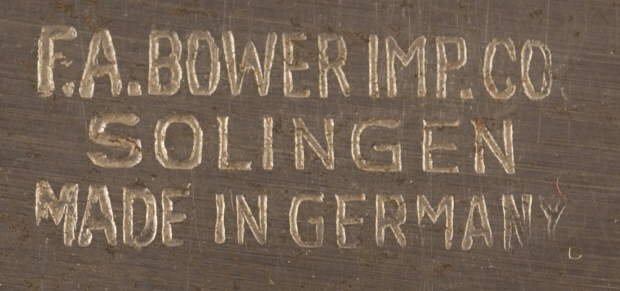 F.A. BOWER IMP. CO
SOLINGEN
MADE IN GERMANY